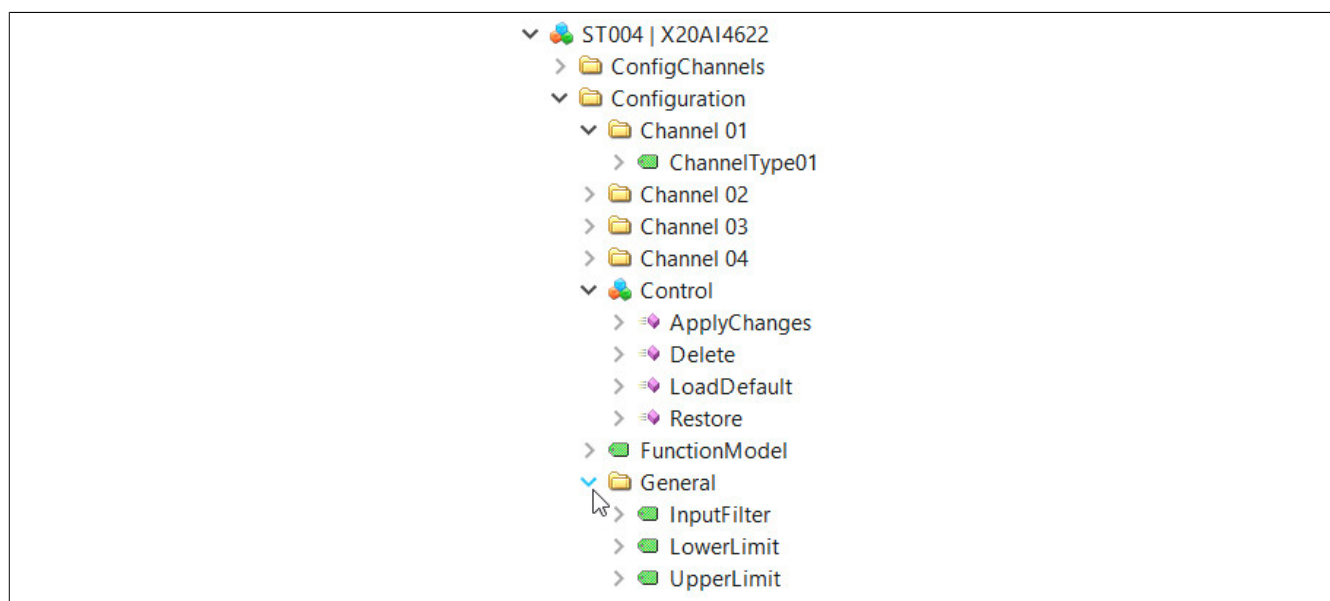 ST004 | X20AI4622
ConfigChannels
Configuration
Channel 01
ChannelType01
Channel 02
Channel 03
Channel 04
Control
ApplyChanges
Delete
LoadDefault
Restore
FunctionModel
General
InputFilter
LowerLimit
UpperLimit